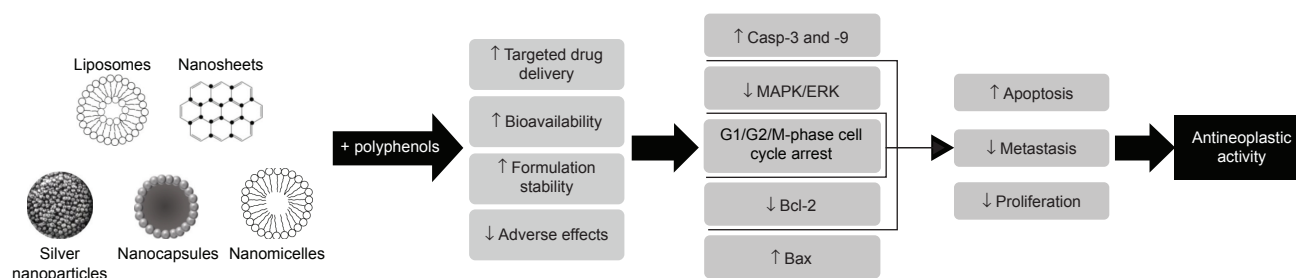 Liposomes
Nanosheets
Silver
nanoparticles
Nanocapsules
Nanomicelles
+ polyphenols
↑ Targeted drug
delivery
↑ Bioavailability
↑ Formulation
stability
↓ Adverse effects
↑ Casp-3 and -9
↓ MAPK/ERK
G1/G2/M-phase cell
cycle arrest
↓ Bcl-2
↑ Bax
↑ Apoptosis
↓ Metastasis
↓ Proliferation
Antineoplastic
activity